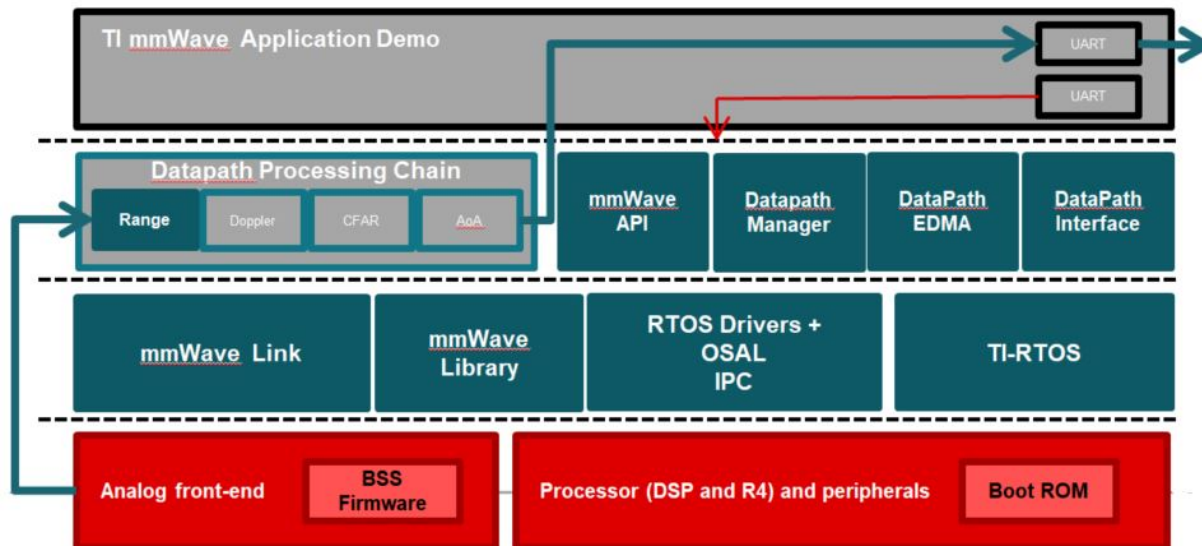 TI mmWave Application Demo
UART
UART
Datapath Processing Chain
Range
Doppler
CFAR
AoA
mmWave
API
Datapath
Manager
DataPath
EDMA
DataPath
Interface
mmWave Link
mmWave
Library
RTOS Drivers +
OSAL
IPC
TI-RTOS
Analog front-end
BSS
Firmware
Processor (DSP and R4) and peripherals
Boot ROM